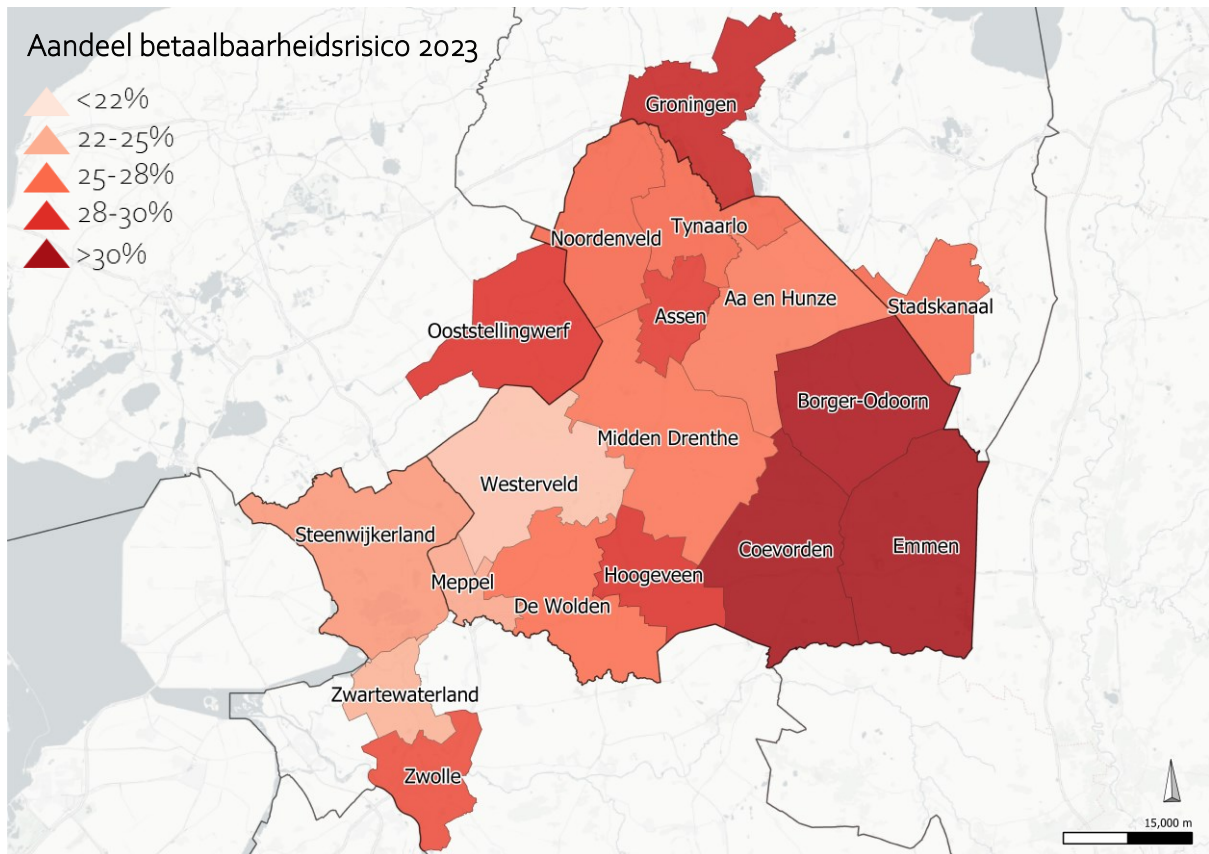 Aandeel betaalbaarheidsrisico 2023
<22%
22-25%
25-28%
28-30%
>30%
Groningen
Tynaarlo
Noordenveld
Aa en Hunze
Stadskanaal
Assen
Ooststellingwerf
Borger-Odoorn
Midden Drenthe
Westerveld
Steenwijkerland
Coevorden
Emmen
Meppel
Hoogeveen
De Wolden
Zwartewaterland
Zwolle
15,000 m